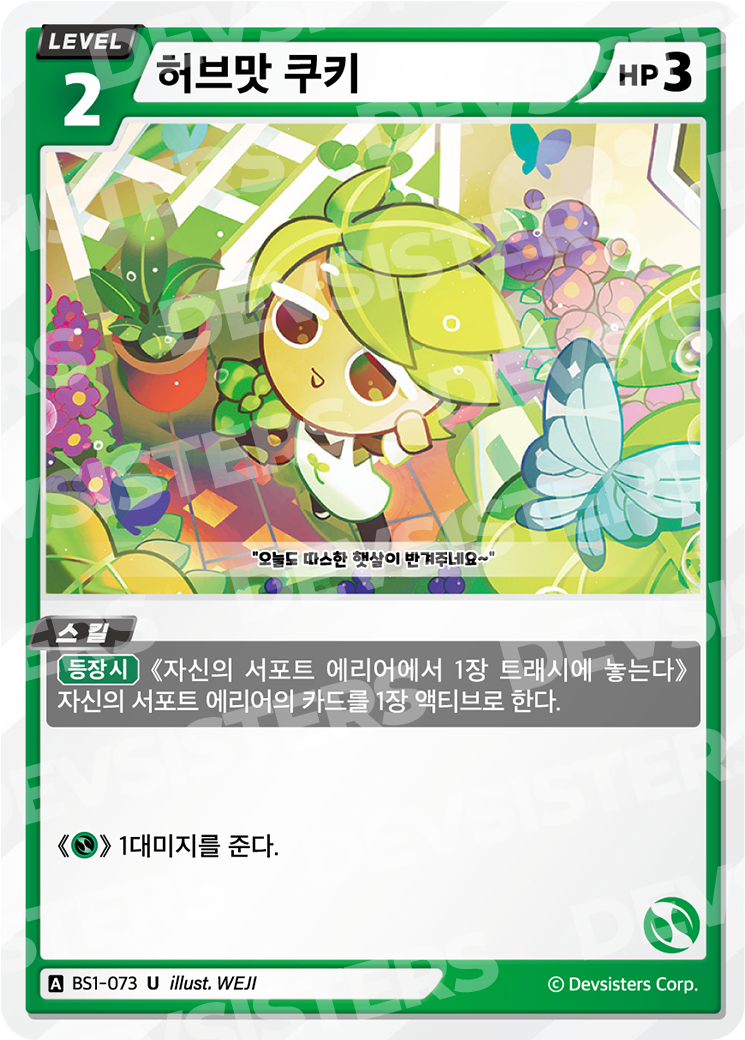 LEVEL
2
허브맛 쿠키
HP 3
"오늘도 따스한 햇살이 반겨주네요~"
스킬
등장시 《자신의 서포트 에리어에서 1장 트래시에 놓는다》
자신의 서포트 에리어의 카드를 1장 액티브로 한다.
《》 1대미지를 준다.
A BS1-073 U illust. WEJI
© Devsisters Corp.
DEVSISTERS